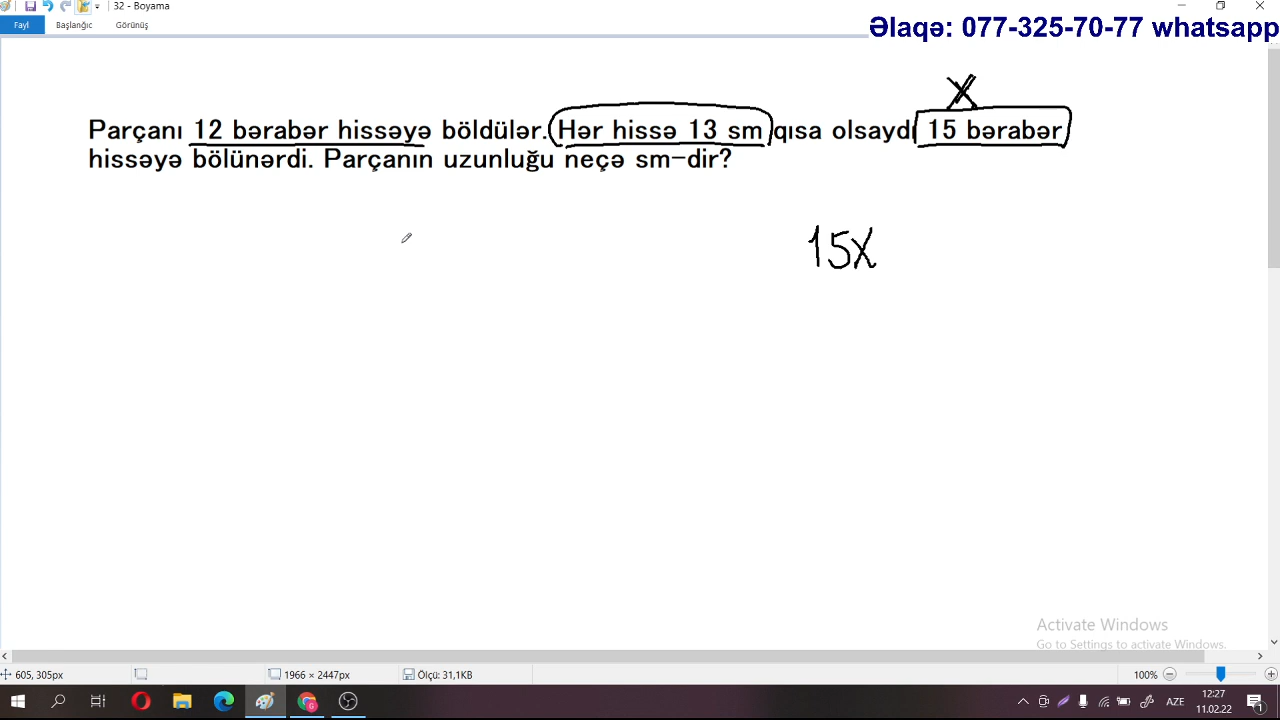 32 - Boyama
Fayl Başlanğıc Görünüş
Əlaqə: 077-325-70-77 whatsapp
X
Parçanı 12 bərabər hissəyə böldülər. Hər hissə 13 sm qısa olsaydı 15 bərabər
hissəyə bölünərdi. Parçanın uzunluğu neçə sm-dir?
15X
Activate Windows
Go to Settings to activate Windows.
605, 305px 1966 × 2447px Ölçü: 31,1KB 100%
AZE 12:27
11.02.22
1